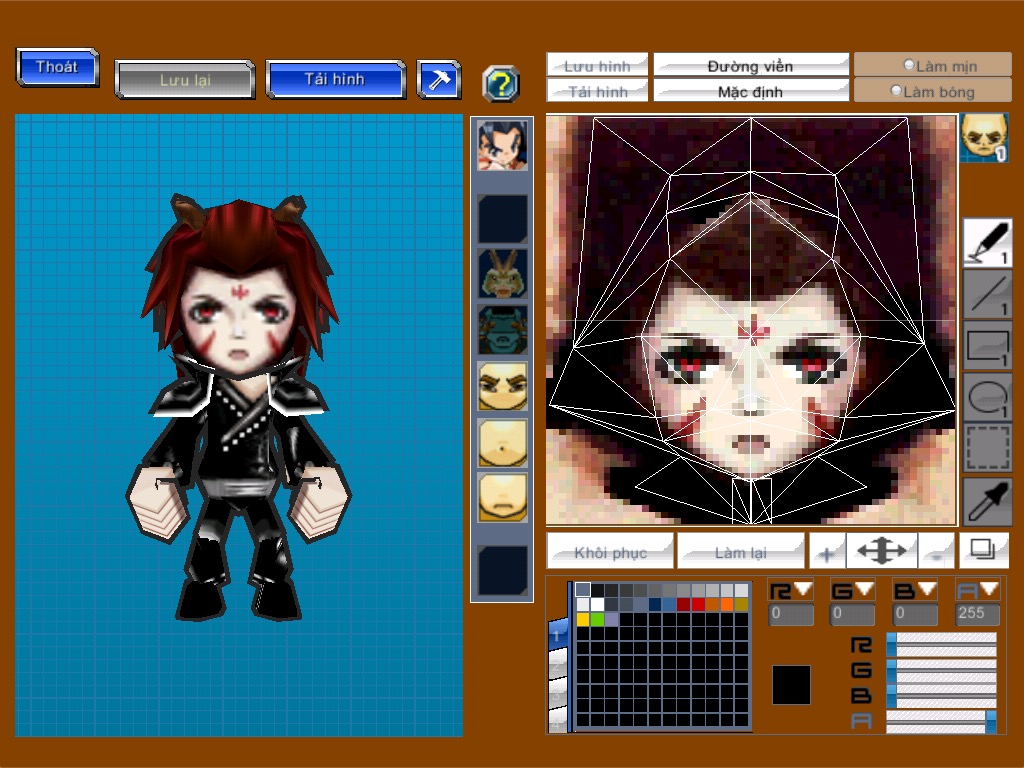 Thoát
Lưu lại
Tải hình
?
Lưu hình
Đường viền
Làm mịn
Tải hình
Mặc định
Làm bóng
1
1
1
1
1
Khôi phục
Làm lại
+
-
R
G
B
A
0
0
0
255
1
R
G
B
A